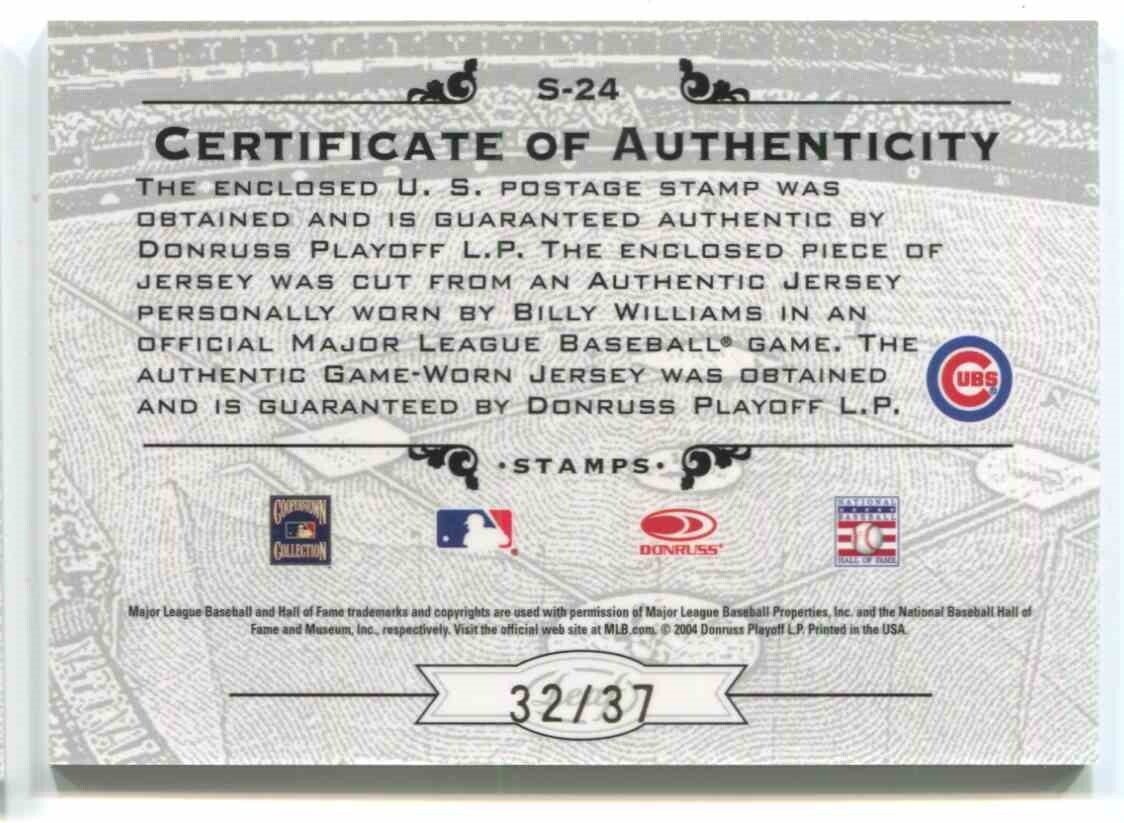 S-24
CERTIFICATE OF AUTHENTICITY
THE ENCLOSED U. S. POSTAGE STAMP WAS
OBTAINED AND IS GUARANTEED AUTHENTIC BY
DONRUSS PLAYOFF L.P. THE ENCLOSED PIECE OF
JERSEY WAS CUT FROM AN AUTHENTIC JERSEY
PERSONALLY WORN BY BILLY WILLIAMS IN AN
OFFICIAL MAJOR LEAGUE BASEBALL® GAME. THE
AUTHENTIC GAME-WORN JERSEY WAS OBTAINED
AND IS GUARANTEED BY DONRUSS PLAYOFF L.P.
CUBS
•STAMPS•
COOPERSTOWN COLLECTION
DONRUSS
NATIONAL BASEBALL HALL OF FAME
Major League Baseball and Hall of Fame trademarks and copyrights are used with permission of Major League Baseball Properties, Inc. and the National Baseball Hall of
Fame and Museum, Inc., respectively. Visit the official web site at MLB.com. © 2004 Donruss Playoff L.P. Printed in the USA.
32/37